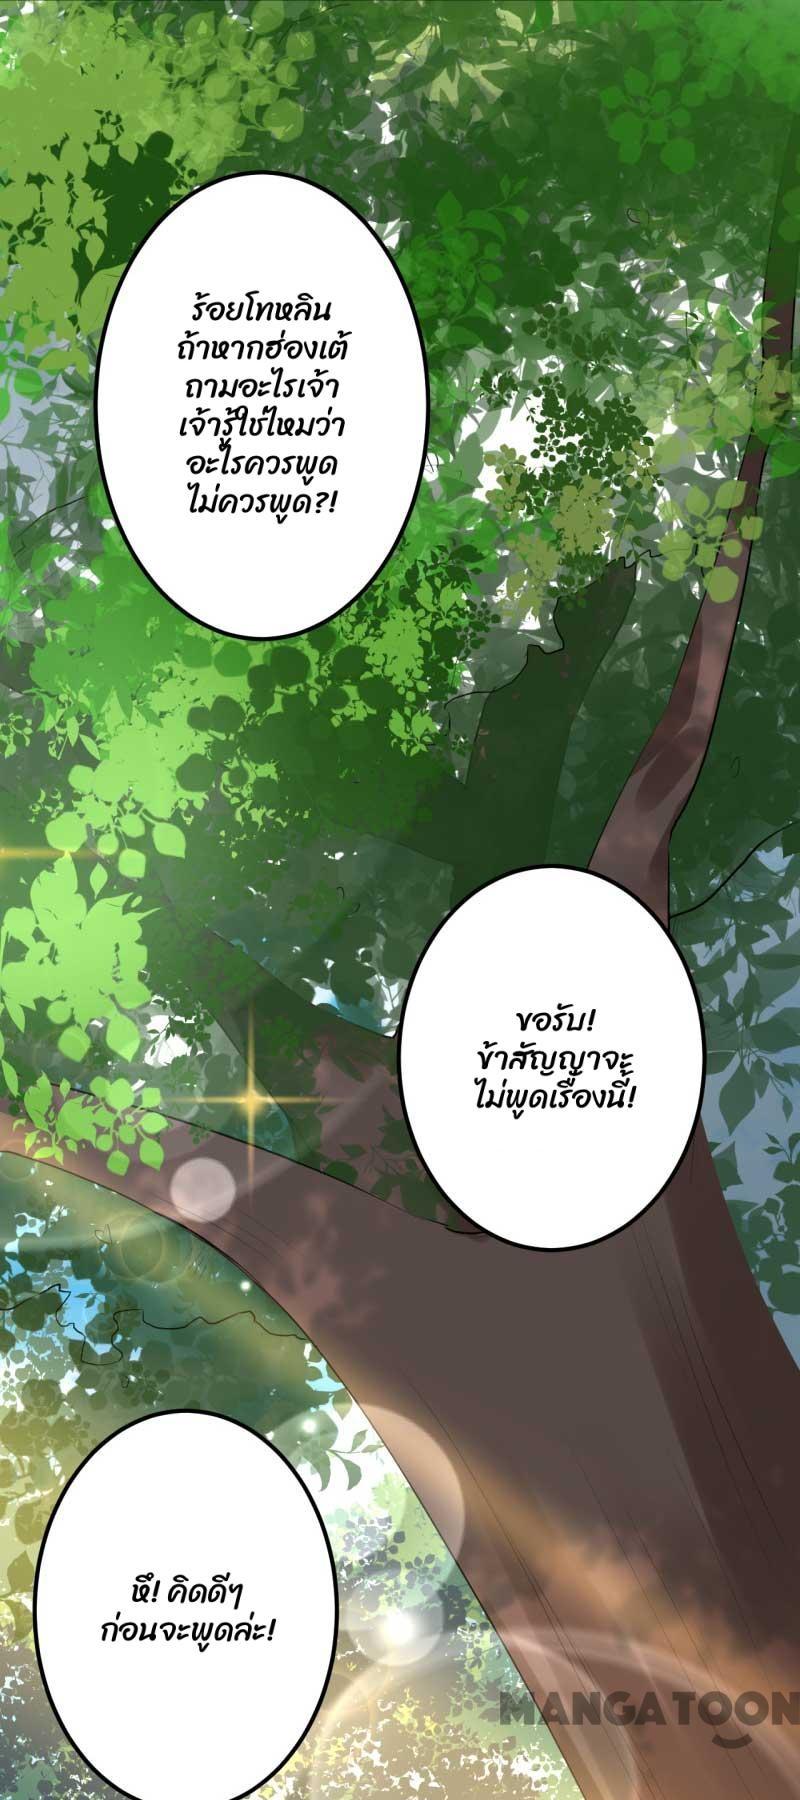 ร้อยโทหลิน
ถ้าหากฮ่องเต้
ถามอะไรเจ้า
เจ้ารู้ใช่ไหมว่า
อะไรควรพูด
ไม่ควรพูด?!
ขอรับ!
ข้าสัญญาจะ
ไม่พูดเรื่องนี้!
หึ! คิดดีๆ
ก่อนจะพูดล่ะ!
MANGATOON